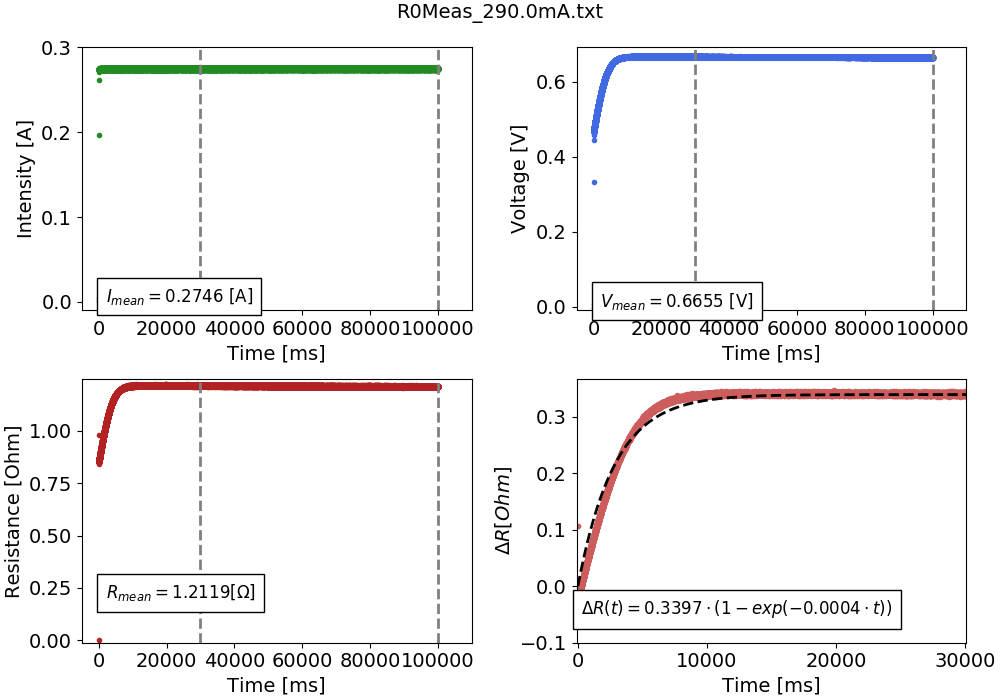 R0Meas_290.0mA.txt
Intensity [A]
0.3
0.2
0.1
0.0
I_mean = 0.2746 [A]
0 20000 40000 60000 80000 100000
Time [ms]
Voltage [V]
0.6
0.4
0.2
0.0
V_mean = 0.6655 [V]
0 20000 40000 60000 80000 100000
Time [ms]
Resistance [Ohm]
1.00
0.75
0.50
0.25
0.00
R_mean = 1.2119[Ω]
0 20000 40000 60000 80000 100000
Time [ms]
ΔR[Ohm]
0.3
0.2
0.1
0.0
−0.1
ΔR(t) = 0.3397 · (1 − exp(−0.0004 · t))
0 10000 20000 30000
Time [ms]